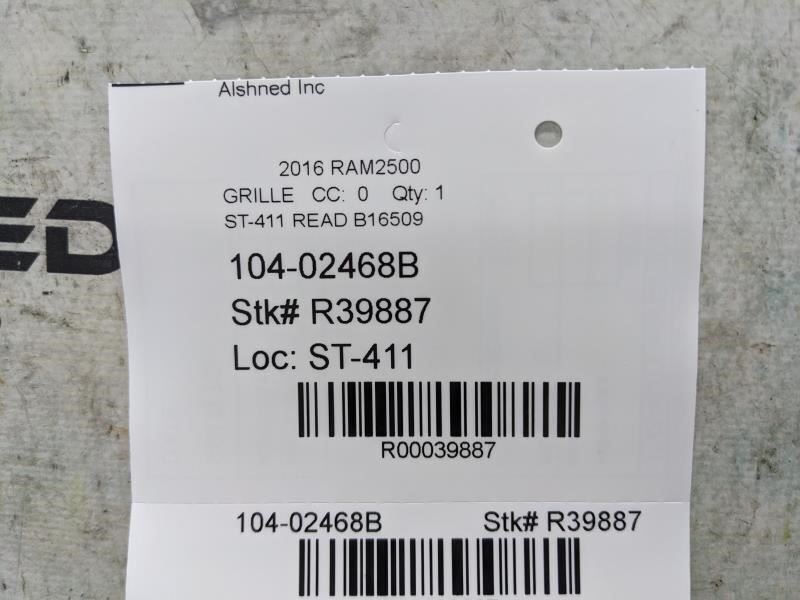 Alshned Inc
2016 RAM2500
GRILLE CC: 0 Qty: 1
ST-411 READ B16509
ED
104-02468B
Stk# R39887
Loc: ST-411
R00039887
104-02468B Stk# R39887